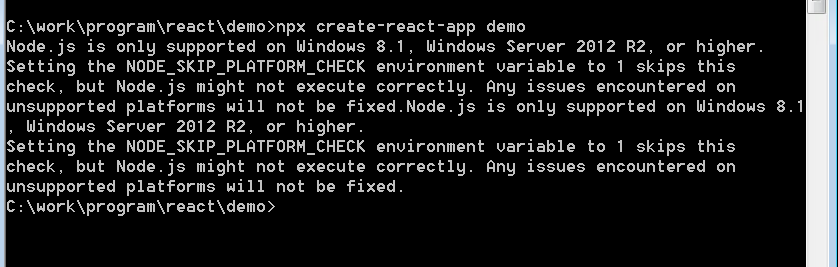 C:\work\program\react\demo>npx create-react-app demo
Node.js is only supported on Windows 8.1, Windows Server 2012 R2, or higher.
Setting the NODE_SKIP_PLATFORM_CHECK environment variable to 1 skips this
check, but Node.js might not execute correctly. Any issues encountered on
unsupported platforms will not be fixed.Node.js is only supported on Windows 8.1
, Windows Server 2012 R2, or higher.
Setting the NODE_SKIP_PLATFORM_CHECK environment variable to 1 skips this
check, but Node.js might not execute correctly. Any issues encountered on
unsupported platforms will not be fixed.
C:\work\program\react\demo>